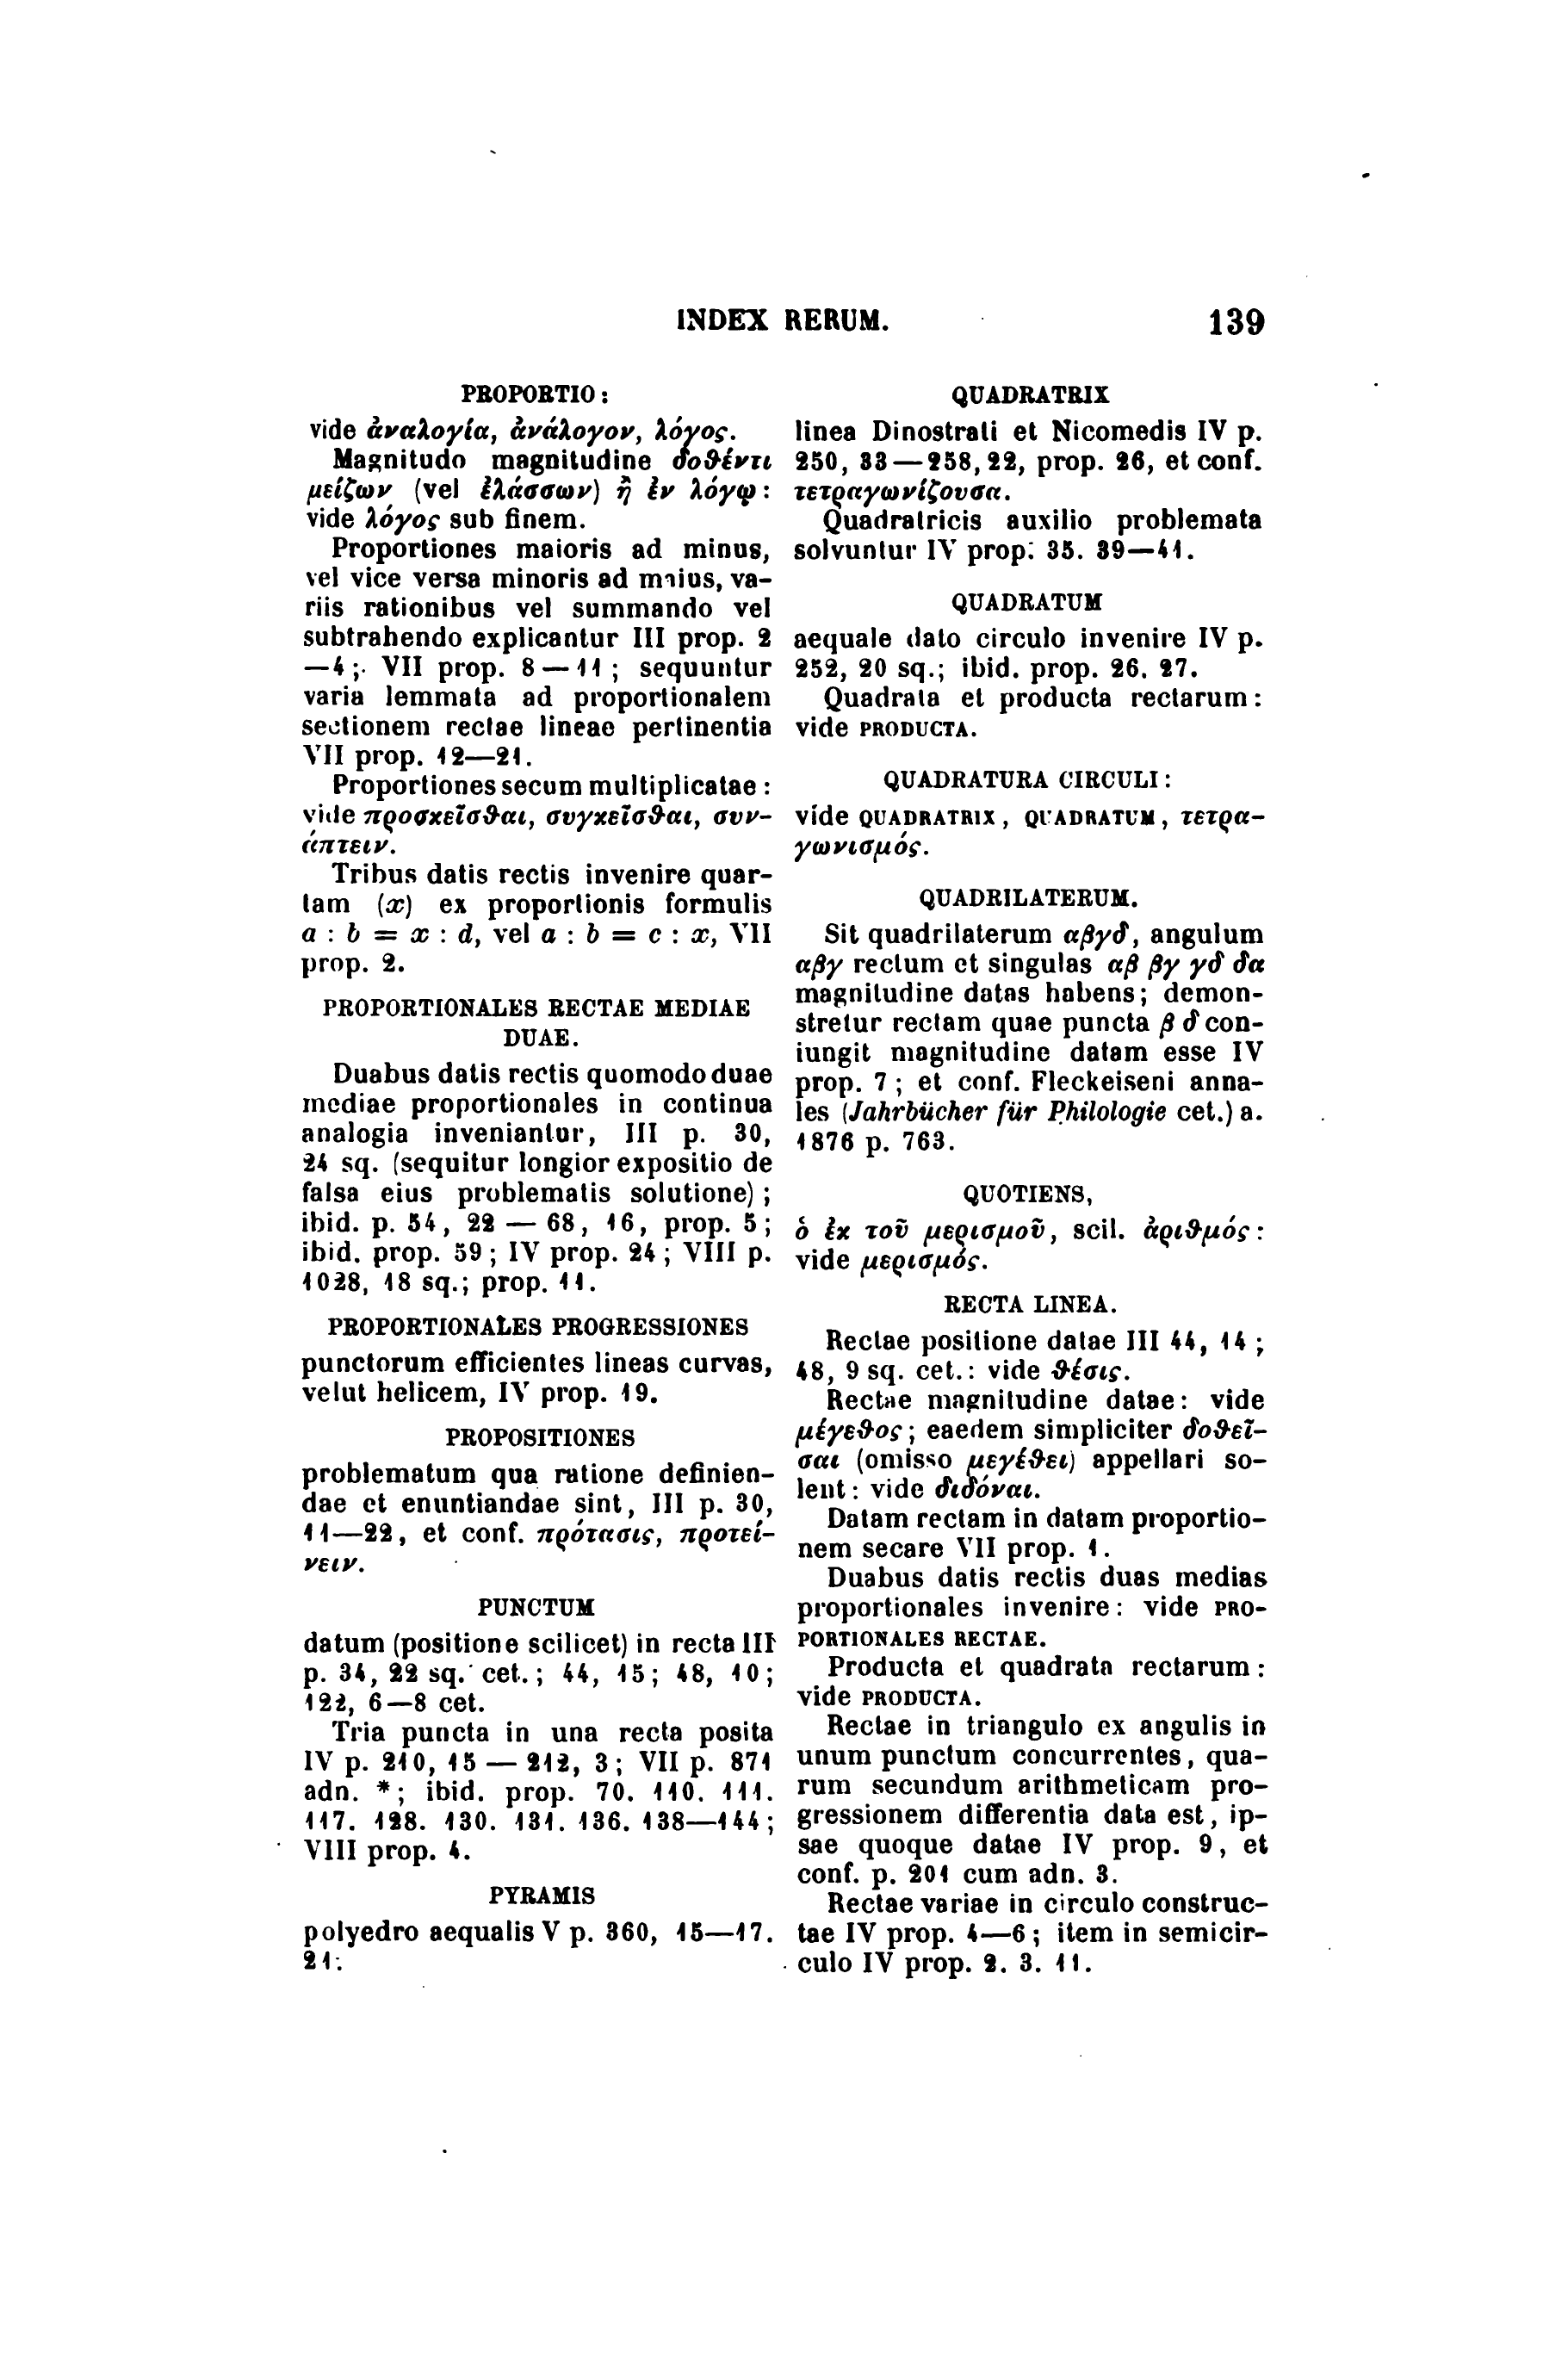 INDEX RERUM. 139
PROPORTIO:
vide ἀναλογία, ἀνάλογον, λόγος.
Magnitudo magnitudine δοθέντι
μείζων (vel ἐλάσσων) ἢ ἐν λόγῳ:
vide λόγος sub finem.
Proportiones maioris ad minus,
vel vice versa minoris ad maius, va-
riis rationibus vel summando vel
subtrahendo explicantur III prop. 2
—4; VII prop. 8—11; sequuntur
varia lemmata ad proportionalem
sectionem rectae lineae pertinentia
VII prop. 12—21.
Proportiones secum multiplicatae:
vide προσκεῖσθαι, συγκεῖσθαι, συν-
άπτειν.
Tribus datis rectis invenire quar-
tam (x) ex proportionis formulis
a : b = x : d, vel a : b = c : x, VII
prop. 2.
PROPORTIONALES RECTAE MEDIAE
DUAE.
Duabus datis rectis quomodo duae
mediae proportionales in continua
analogia inveniantur, III p. 30,
24 sq. (sequitur longior expositio de
falsa eius problematis solutione);
ibid. p. 54, 22 — 68, 16, prop. 5;
ibid. prop. 59; IV prop. 24; VIII p.
1028, 18 sq.; prop. 11.
PROPORTIONALES PROGRESSIONES
punctorum efficientes lineas curvas,
velut helicem, IV prop. 19.
PROPOSITIONES
problematum qua ratione definien-
dae et enuntiandae sint, III p. 30,
11—22, et conf. πρότασις, προτεί-
νειν.
PUNCTUM
datum (positione scilicet) in recta III
p. 34, 22 sq. cet.; 44, 15; 48, 10;
122, 6—8 cet.
Tria puncta in una recta posita
IV p. 210, 15 — 212, 3; VII p. 871
adn. *; ibid. prop. 70. 110. 111.
117. 128. 130. 131. 136. 138—144;
VIII prop. 4.
PYRAMIS
polyedro aequalis V p. 360, 15—17.
21.
QUADRATRIX
linea Dinostrati et Nicomedis IV p.
250, 33—258, 22, prop. 26, et conf.
τετραγωνίζουσα.
Quadratricis auxilio problemata
solvuntur IV prop. 35. 39—41.
QUADRATUM
aequale dato circulo invenire IV p.
252, 20 sq.; ibid. prop. 26. 27.
Quadrata et producta rectarum:
vide PRODUCTA.
QUADRATURA CIRCULI:
vide QUADRATRIX, QUADRATUM, τετρα-
γωνισμός.
QUADRILATERUM.
Sit quadrilaterum αβγδ, angulum
αβγ rectum et singulas αβ βγ γδ δα
magnitudine datas habens; demon-
stretur rectam quae puncta β δ con-
iungit magnitudine datam esse IV
prop. 7; et conf. Fleckeiseni anna-
les (Jahrbücher für Philologie cet.) a.
1876 p. 763.
QUOTIENS,
ὁ ἐκ τοῦ μερισμοῦ, scil. ἀριθμός:
vide μερισμός.
RECTA LINEA.
Rectae positione datae III 44, 14;
48, 9 sq. cet.: vide θέσις.
Rectae magnitudine datae: vide
μέγεθος; eaedem simpliciter δοθεῖ-
σαι (omisso μεγέθει) appellari so-
lent: vide διδόναι.
Datam rectam in datam proportio-
nem secare VII prop. 1.
Duabus datis rectis duas medias
proportionales invenire: vide PRO-
PORTIONALES RECTAE.
Producta et quadrata rectarum:
vide PRODUCTA.
Rectae in triangulo ex angulis in
unum punctum concurrentes, qua-
rum secundum arithmeticam pro-
gressionem differentia data est, ip-
sae quoque datae IV prop. 9, et
conf. p. 201 cum adn. 3.
Rectae variae in circulo construc-
tae IV prop. 4—6; item in semicir-
culo IV prop. 2. 3. 11.